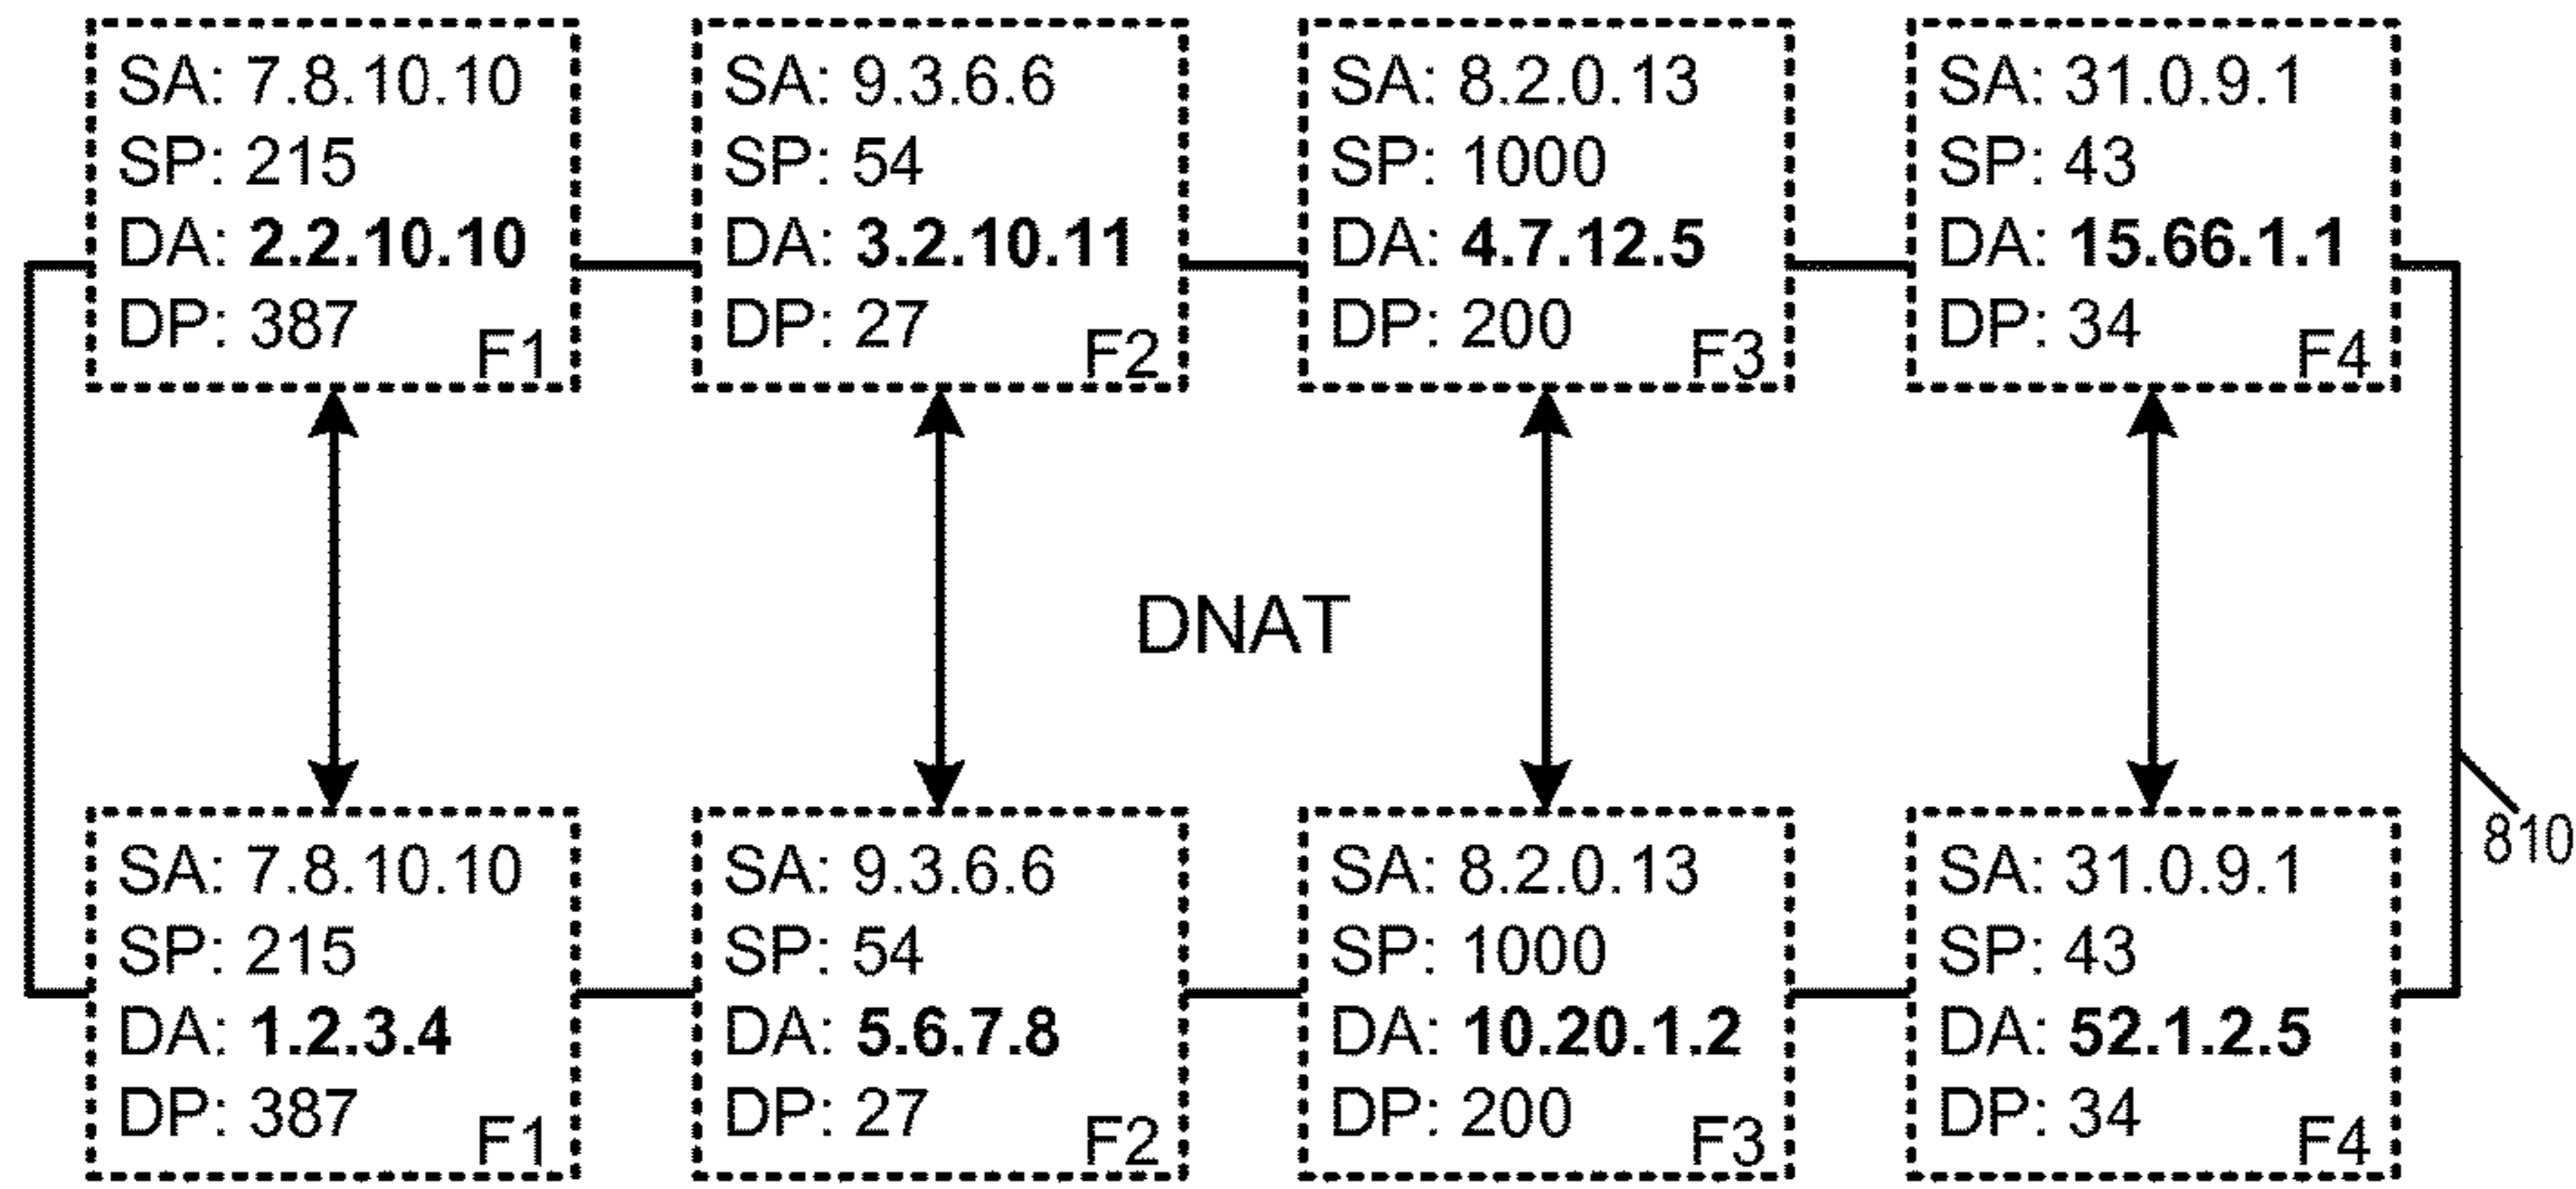 SA: 7.8.10.10
SP: 215
DA: 2.2.10.10
DP: 387
F1
SA: 9.3.6.6
SP: 54
DA: 3.2.10.11
DP: 27
F2
SA: 8.2.0.13
SP: 1000
DA: 4.7.12.5
DP: 200
F3
SA: 31.0.9.1
SP: 43
DA: 15.66.1.1
DP: 34
F4
DNAT
810
SA: 7.8.10.10
SP: 215
DA: 1.2.3.4
DP: 387
F1
SA: 9.3.6.6
SP: 54
DA: 5.6.7.8
DP: 27
F2
SA: 8.2.0.13
SP: 1000
DA: 10.20.1.2
DP: 200
F3
SA: 31.0.9.1
SP: 43
DA: 52.1.2.5
DP: 34
F4